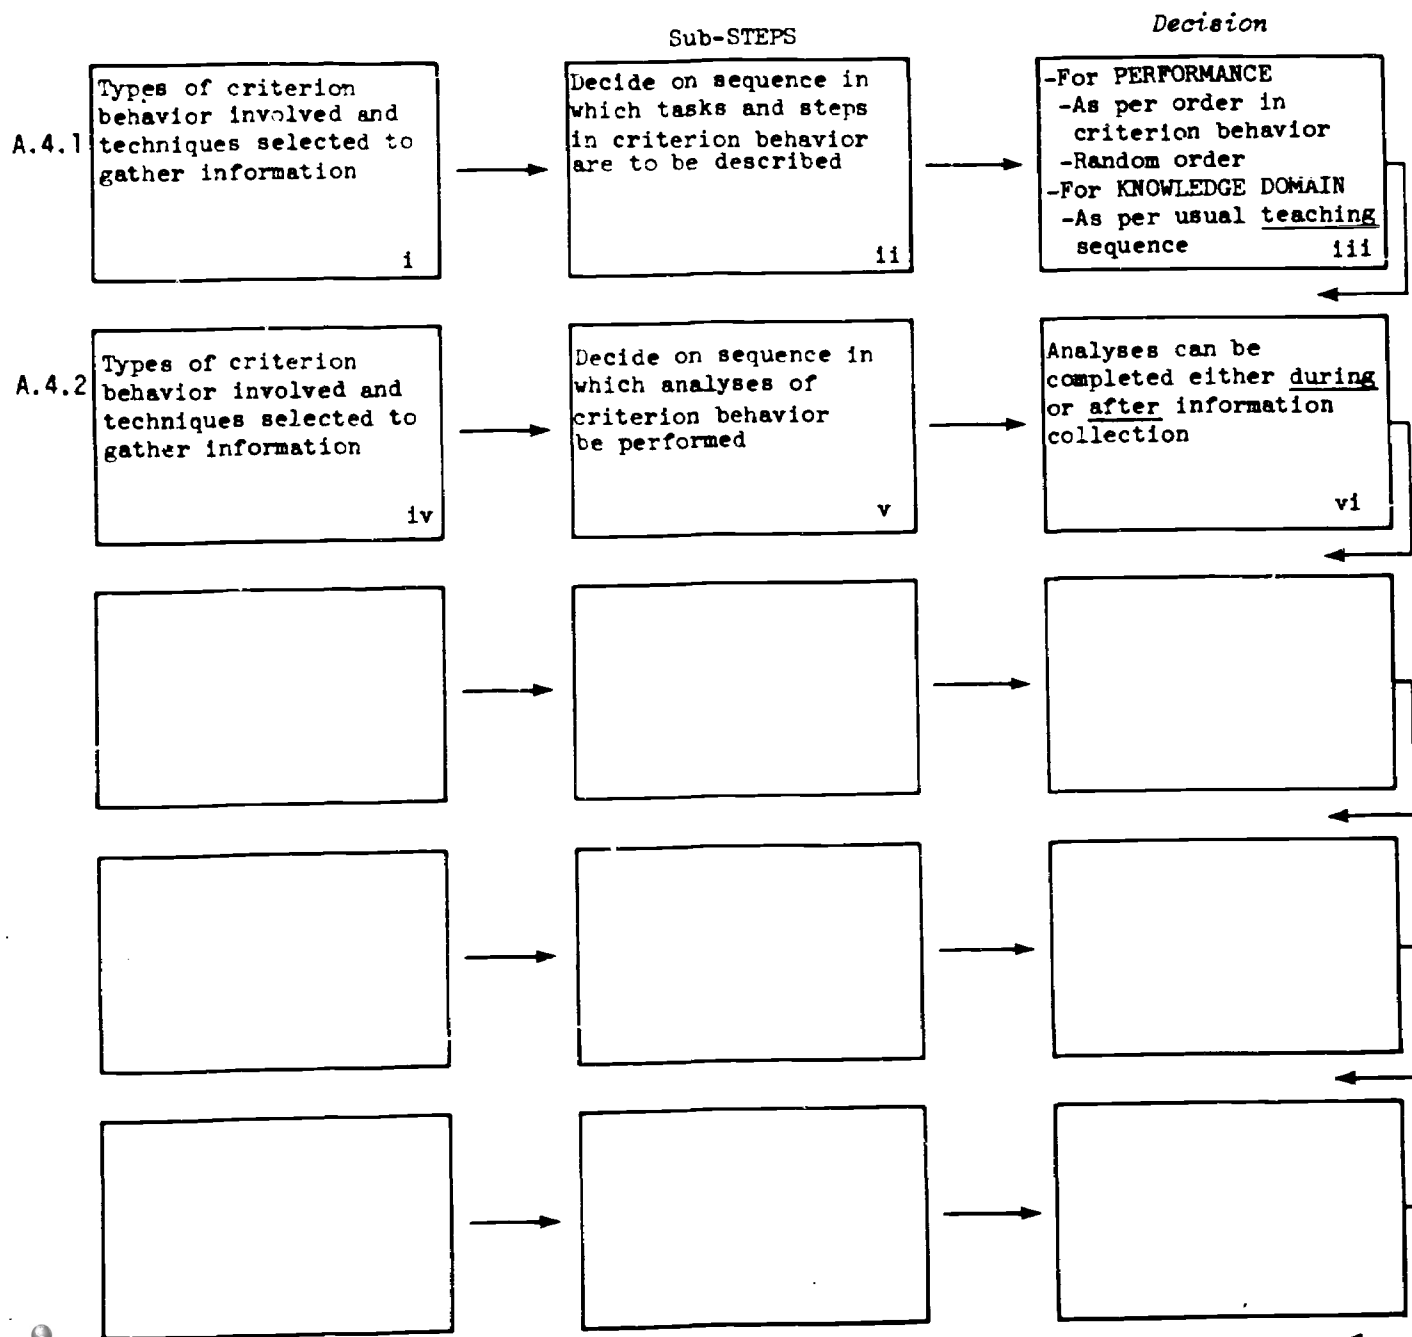 Sub-STEPS
Decision
A.4.1
Types of criterion
behavior involved and
techniques selected to
gather information
i
Decide on sequence in
which tasks and steps
in criterion behavior
are to be described
ii
-For PERFORMANCE
-As per order in
criterion behavior
-Random order
-For KNOWLEDGE DOMAIN
-As per usual teaching
sequence
iii
A.4.2
Types of criterion
behavior involved and
techniques selected to
gather information
iv
Decide on sequence in
which analyses of
criterion behavior
be performed
v
Analyses can be
completed either during
or after information
collection
vi